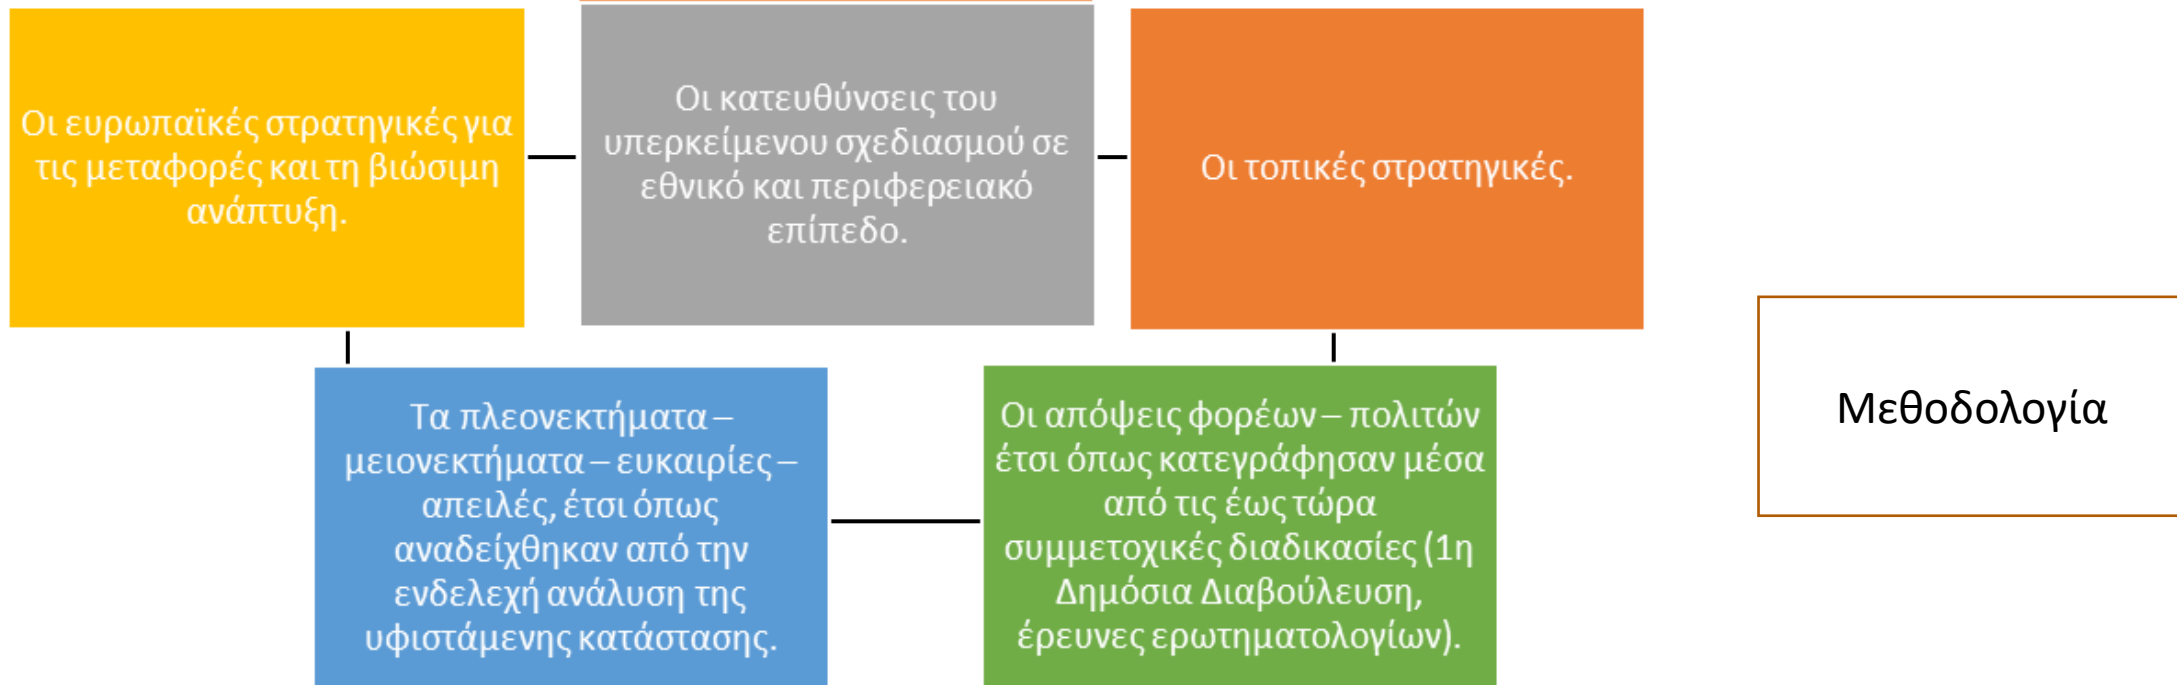 Οι ευρωπαϊκές στρατηγικές για
τις μεταφορές και τη βιώσιμη
ανάπτυξη.
Οι κατευθύνσεις του
υπερκείμενου σχεδιασμού σε
εθνικό και περιφερειακό
επίπεδο.
Οι τοπικές στρατηγικές.
Τα πλεονεκτήματα –
μειονεκτήματα – ευκαιρίες –
απειλές, έτσι όπως
αναδείχθηκαν από την
ενδελεχή ανάλυση της
υφιστάμενης κατάστασης.
Οι απόψεις φορέων – πολιτών
έτσι όπως κατεγράφησαν μέσα
από τις έως τώρα
συμμετοχικές διαδικασίες (1η
Δημόσια Διαβούλευση,
έρευνες ερωτηματολογίων).
Μεθοδολογία